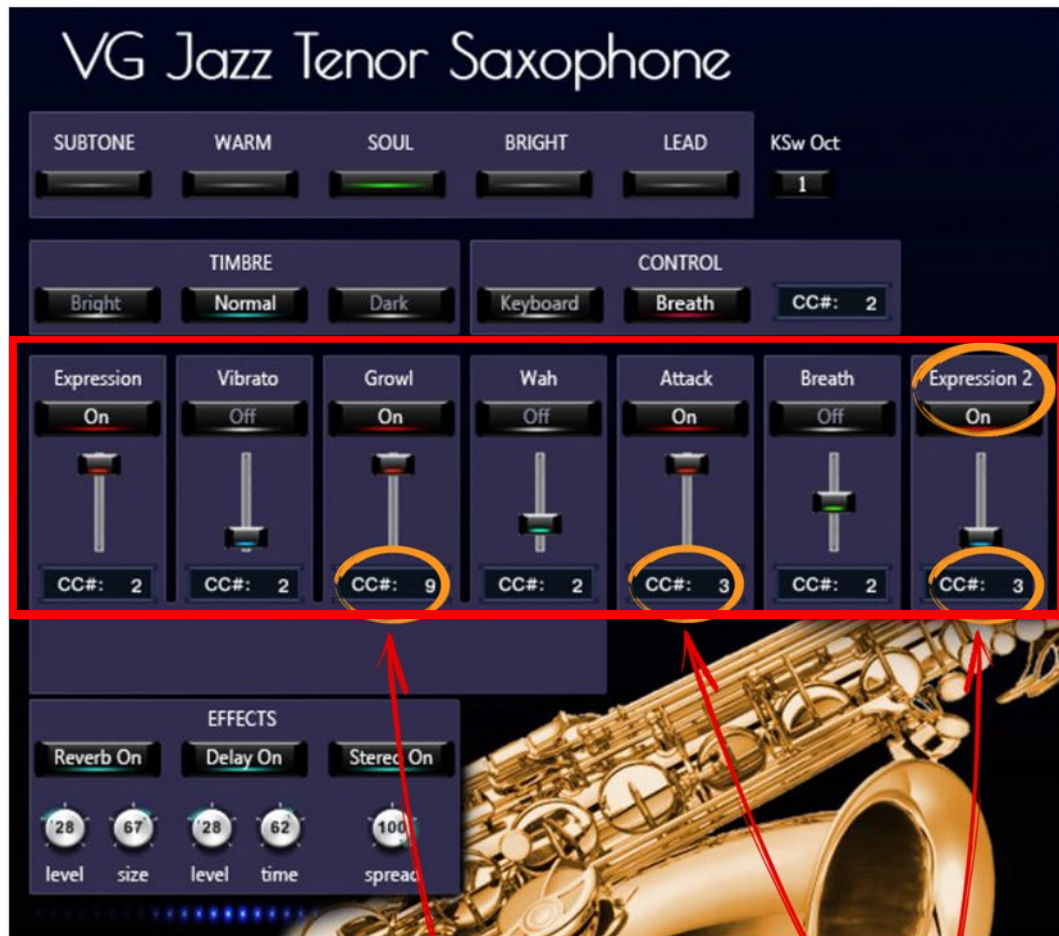 VG Jazz Tenor Saxophone
SUBTONE WARM SOUL BRIGHT LEAD KSw Oct
1
TIMBRE CONTROL
Bright Normal Dark Keyboard Breath CC#: 2
Expression Vibrato Growl Wah Attack Breath Expression 2
On Off On Off On Off On
CC#: 2 CC#: 2 CC#: 9 CC#: 2 CC#: 3 CC#: 2 CC#: 3
EFFECTS
Reverb On Delay On Stereo On
28 67 28 62 100
level size level time spread